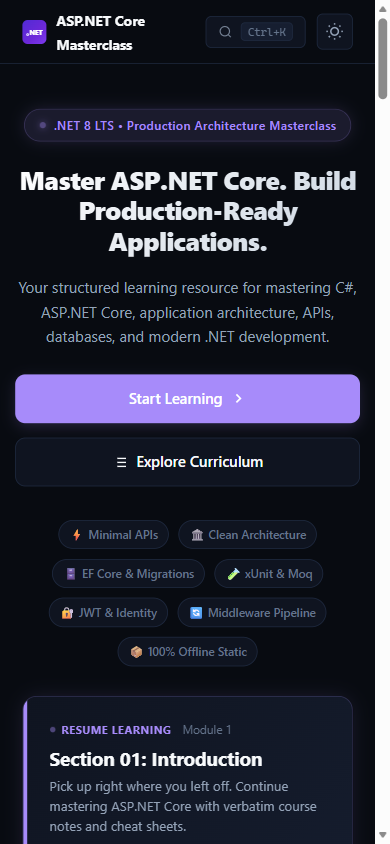 .NET
ASP.NET Core
Masterclass
Ctrl+K
.NET 8 LTS • Production Architecture Masterclass
Master ASP.NET Core. Build
Production-Ready
Applications.
Your structured learning resource for mastering C#,
ASP.NET Core, application architecture, APIs,
databases, and modern .NET development.
Start Learning
Explore Curriculum
Minimal APIs
Clean Architecture
EF Core & Migrations
xUnit & Moq
JWT & Identity
Middleware Pipeline
100% Offline Static
RESUME LEARNING Module 1
Section 01: Introduction
Pick up right where you left off. Continue
mastering ASP.NET Core with verbatim course
notes and cheat sheets.